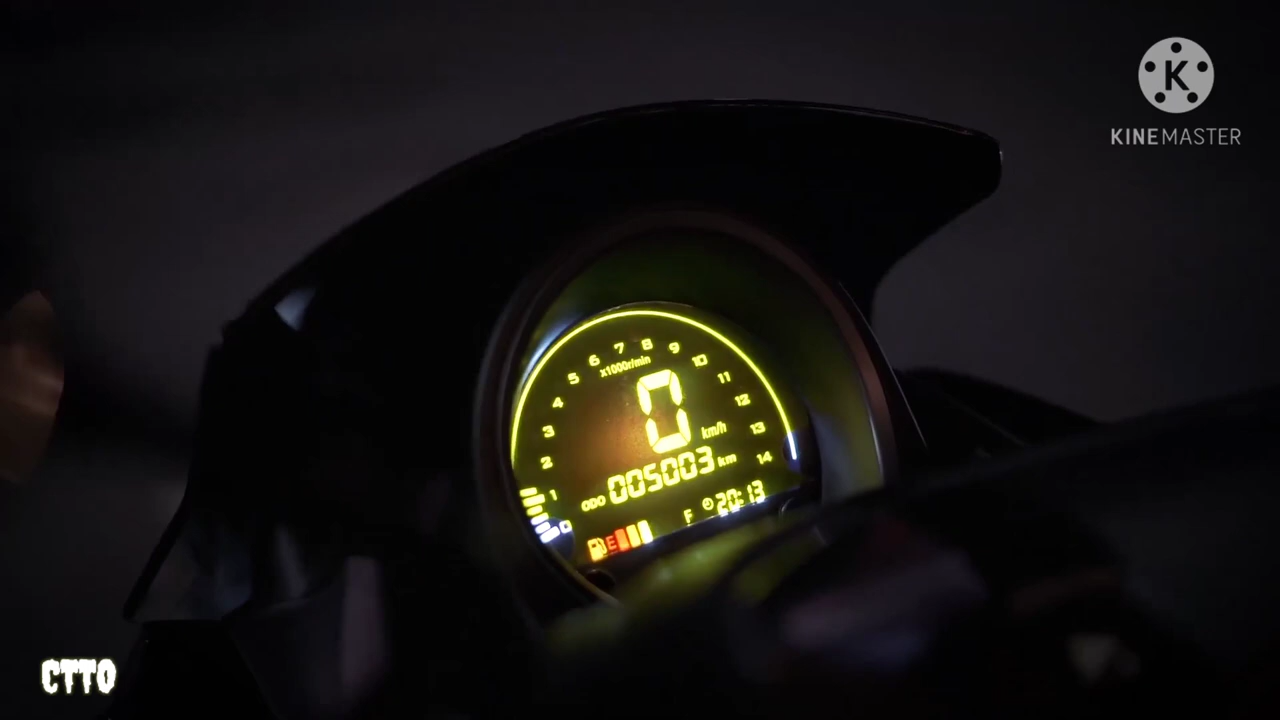 K
KINEMASTER
5 6 7 8 9 10
x1000r/min
4 11
3 0 km/h 12
2 13
ODO 005003 km 14
1
0
F 20:13
E
CTTO